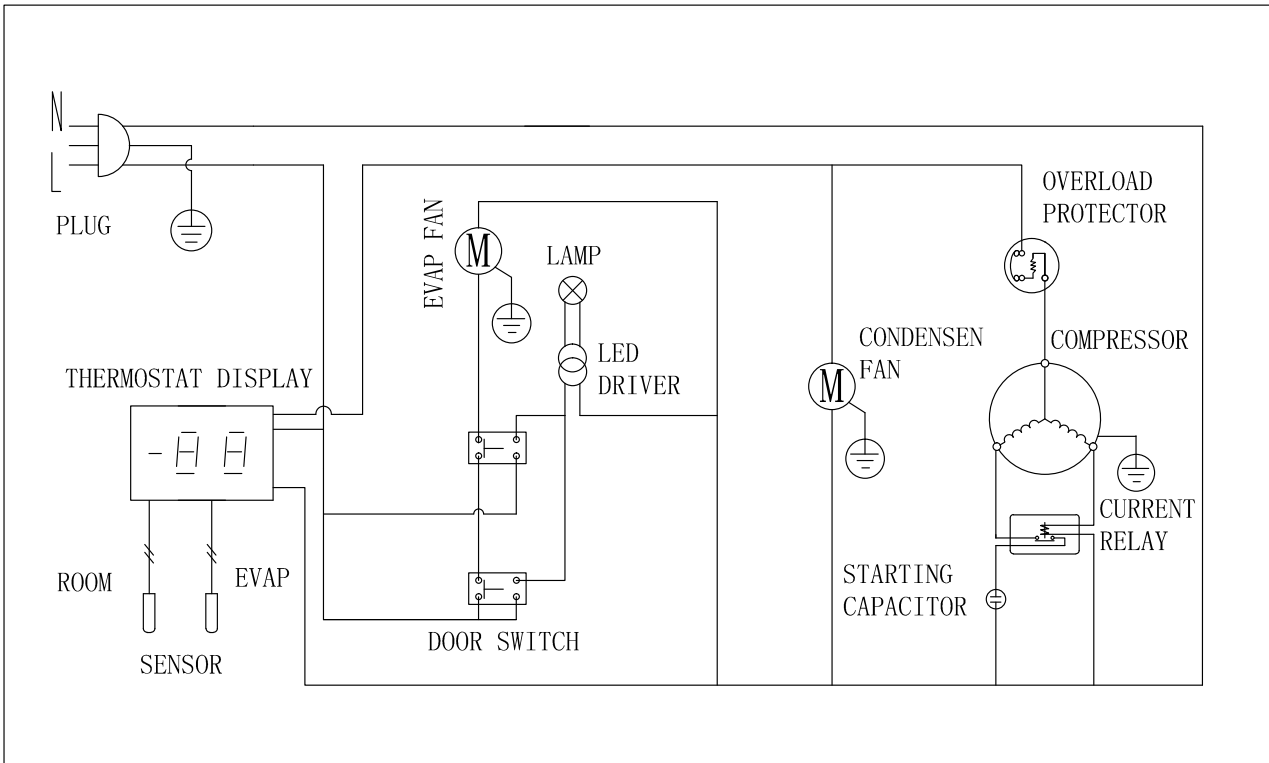 N
L
PLUG
OVERLOAD
PROTECTOR
EVAP FAN
M
LAMP
LED
DRIVER
CONDENSEN
FAN
M
COMPRESSOR
THERMOSTAT DISPLAY
-88
CURRENT
RELAY
ROOM
EVAP
SENSOR
STARTING
CAPACITOR
DOOR SWITCH